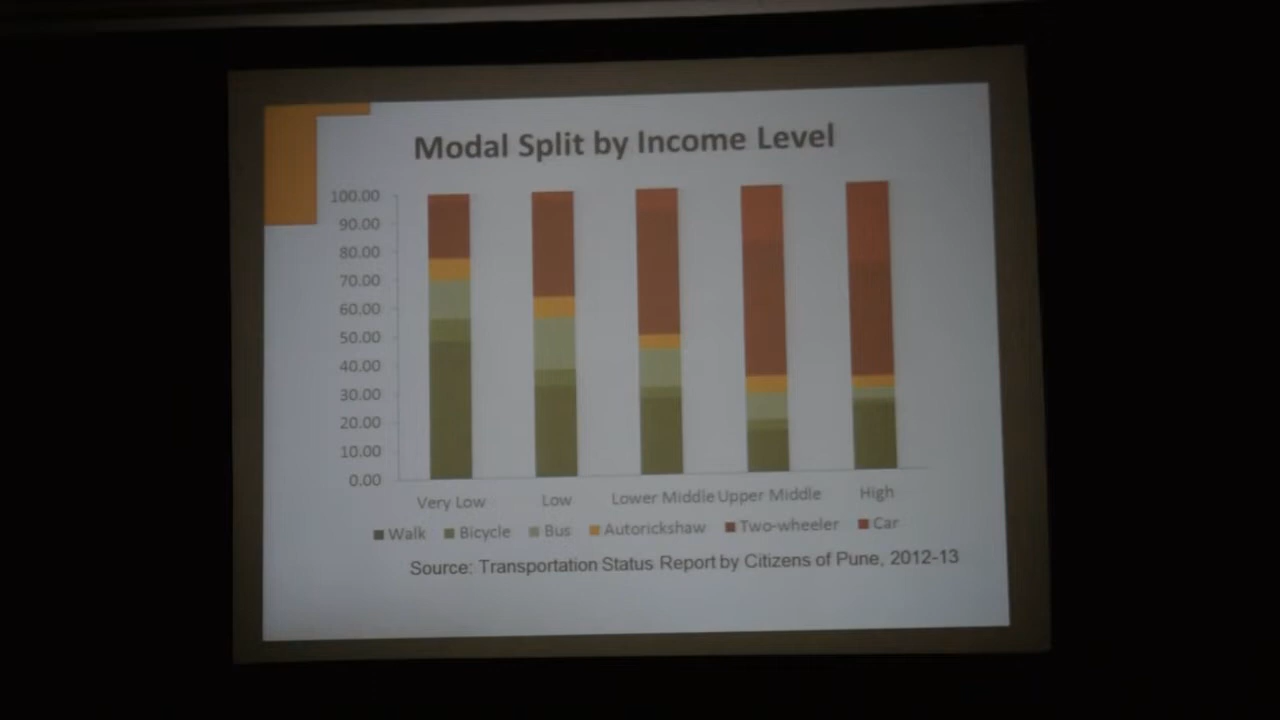 Modal Split by Income Level
100.00
90.00
80.00
70.00
60.00
50.00
40.00
30.00
20.00
10.00
0.00
Very Low Low Lower Middle Upper Middle High
Walk Bicycle Bus Autorickshaw Two-wheeler Car
Source: Transportation Status Report by Citizens of Pune, 2012-13